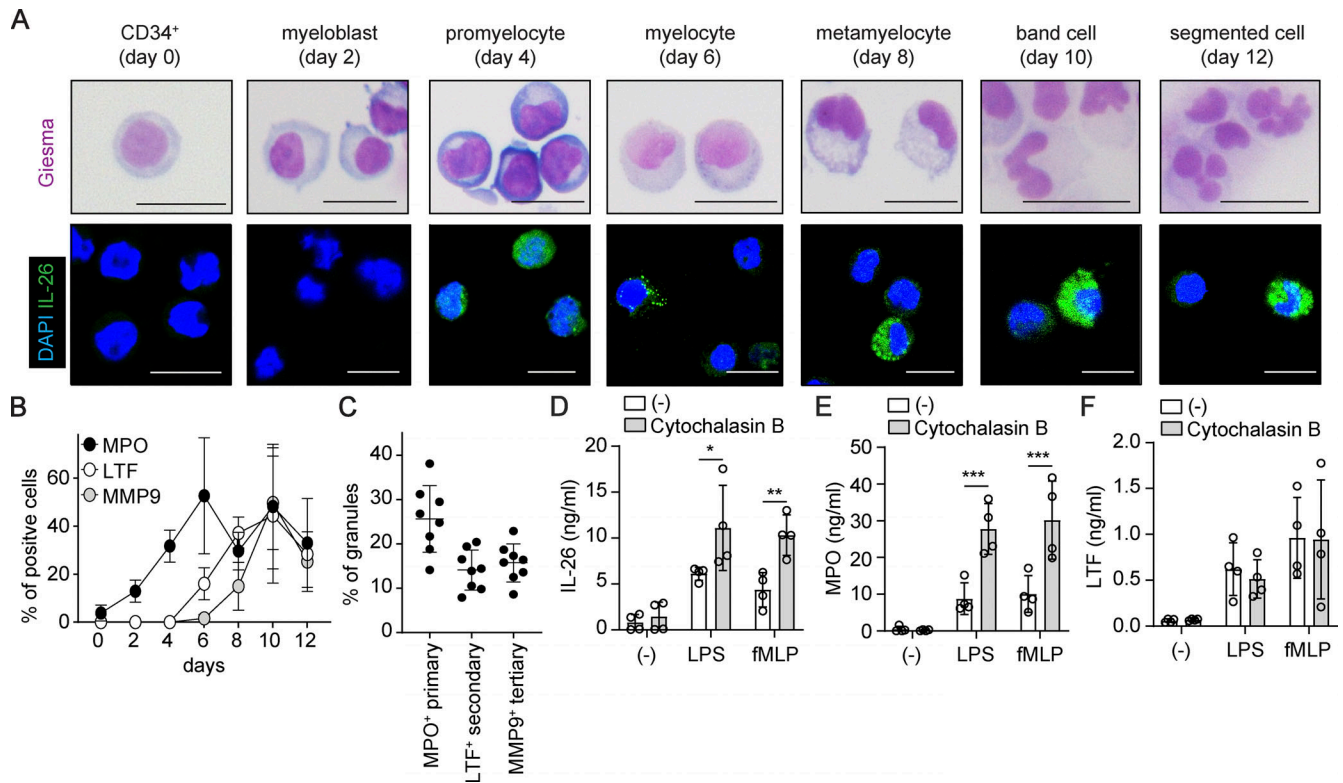 A
CD34+ myeloblast promyelocyte myelocyte metamyelocyte band cell segmented cell
(day 0) (day 2) (day 4) (day 6) (day 8) (day 10) (day 12)
Giesma
DAPI IL-26
B
MPO
LTF
MMP9
% of positive cells
60
40
20
0
0 2 4 6 8 10 12
days
C
% of granules
40
30
20
10
0
MPO+ primary
LTF+ secondary
MMP9+ tertiary
D
(-)
Cytochalasin B
IL-26 (ng/ml)
20
15
10
5
0
*
**
(-) LPS fMLP
E
(-)
Cytochalasin B
MPO (ng/ml)
50
40
30
20
10
0
***
***
(-) LPS fMLP
F
(-)
Cytochalasin B
LTF (ng/ml)
2.0
1.5
1.0
0.5
0.0
(-) LPS fMLP